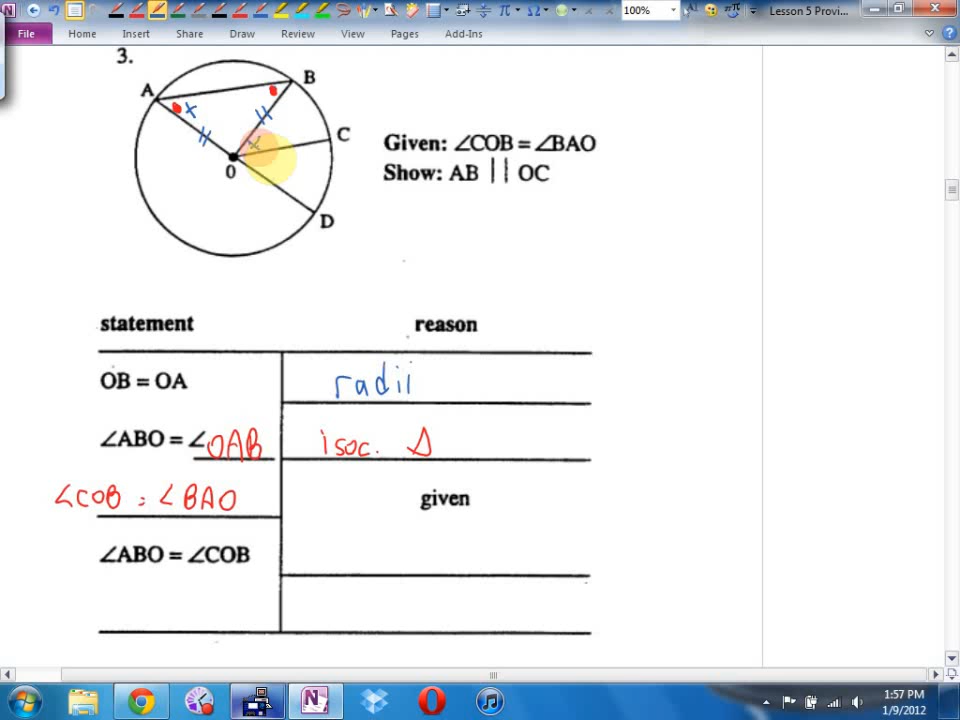 100%
Lesson 5 Provi...
File Home Insert Share Draw Review View Pages Add-Ins
3.
A
B
C
O
D
x
x
Given: ∠COB = ∠BAO
Show: AB || OC
statement reason
OB = OA radii
∠ABO = ∠OAB isoc. Δ
∠COB = ∠BAO given
∠ABO = ∠COB
1:57 PM
1/9/2012